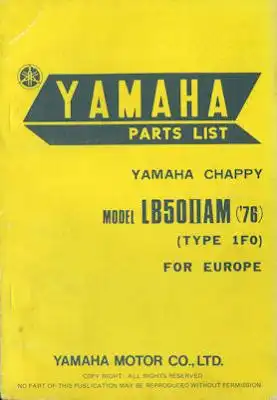 YAMAHA
PARTS LIST
YAMAHA CHAPPY
MODEL LB50IIAM ('76)
(TYPE 1F0)
FOR EUROPE
YAMAHA MOTOR CO., LTD.
COPY RIGHT : ALL RIGHTS RESERVED
NO PART OF THIS PUBLICATION MAY BE REPRODUCED WITHOUT PERMISSION.